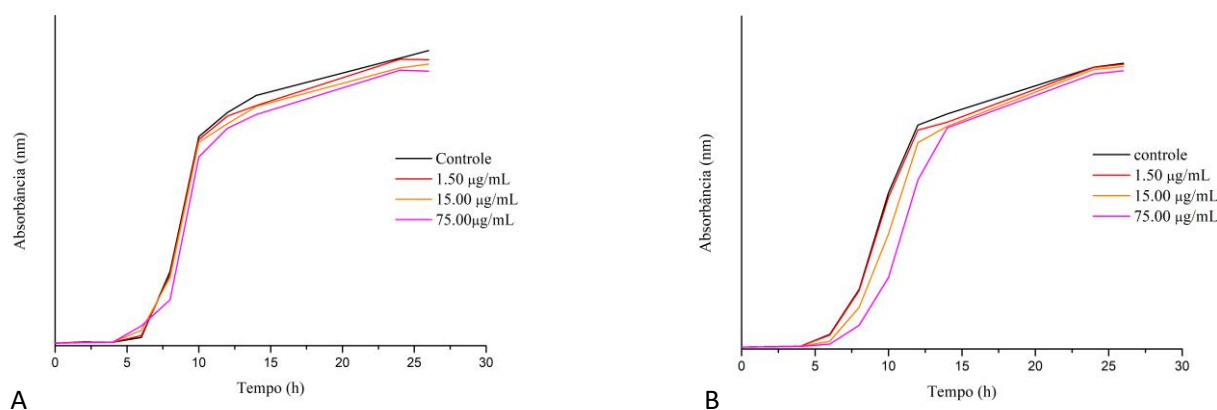 Absorbância (nm)
Controle
1.50 µg/mL
15.00 µg/mL
75.00µg/mL
0 5 10 15 20 25 30
Tempo (h)
A
Absorbância (nm)
controle
1.50 µg/mL
15.00 µg/mL
75.00 µg/mL
0 5 10 15 20 25 30
Tempo (h)
B